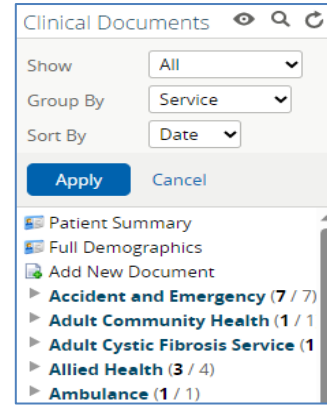 Clinical Documents
Show All
Group By Service
Sort By Date
Apply Cancel
Patient Summary
Full Demographics
Add New Document
Accident and Emergency (7 / 7)
Adult Community Health (1 / 1
Adult Cystic Fibrosis Service (1
Allied Health (3 / 4)
Ambulance (1 / 1)